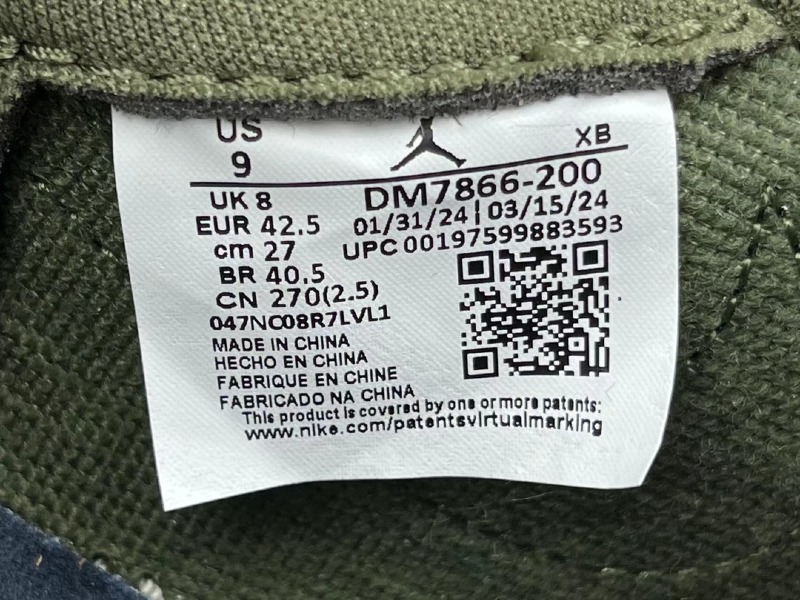 US
9
XB
UK 8
DM7866-200
EUR 42.5
01/31/24 | 03/15/24
cm 27
UPC 00197599883593
BR 40.5
CN 270(2.5)
047NC08R7LVL1
MADE IN CHINA
HECHO EN CHINA
FABRIQUE EN CHINE
FABRICADO NA CHINA
This product is covered by one or more patents:
www.nike.com/patentsvirtualmarking